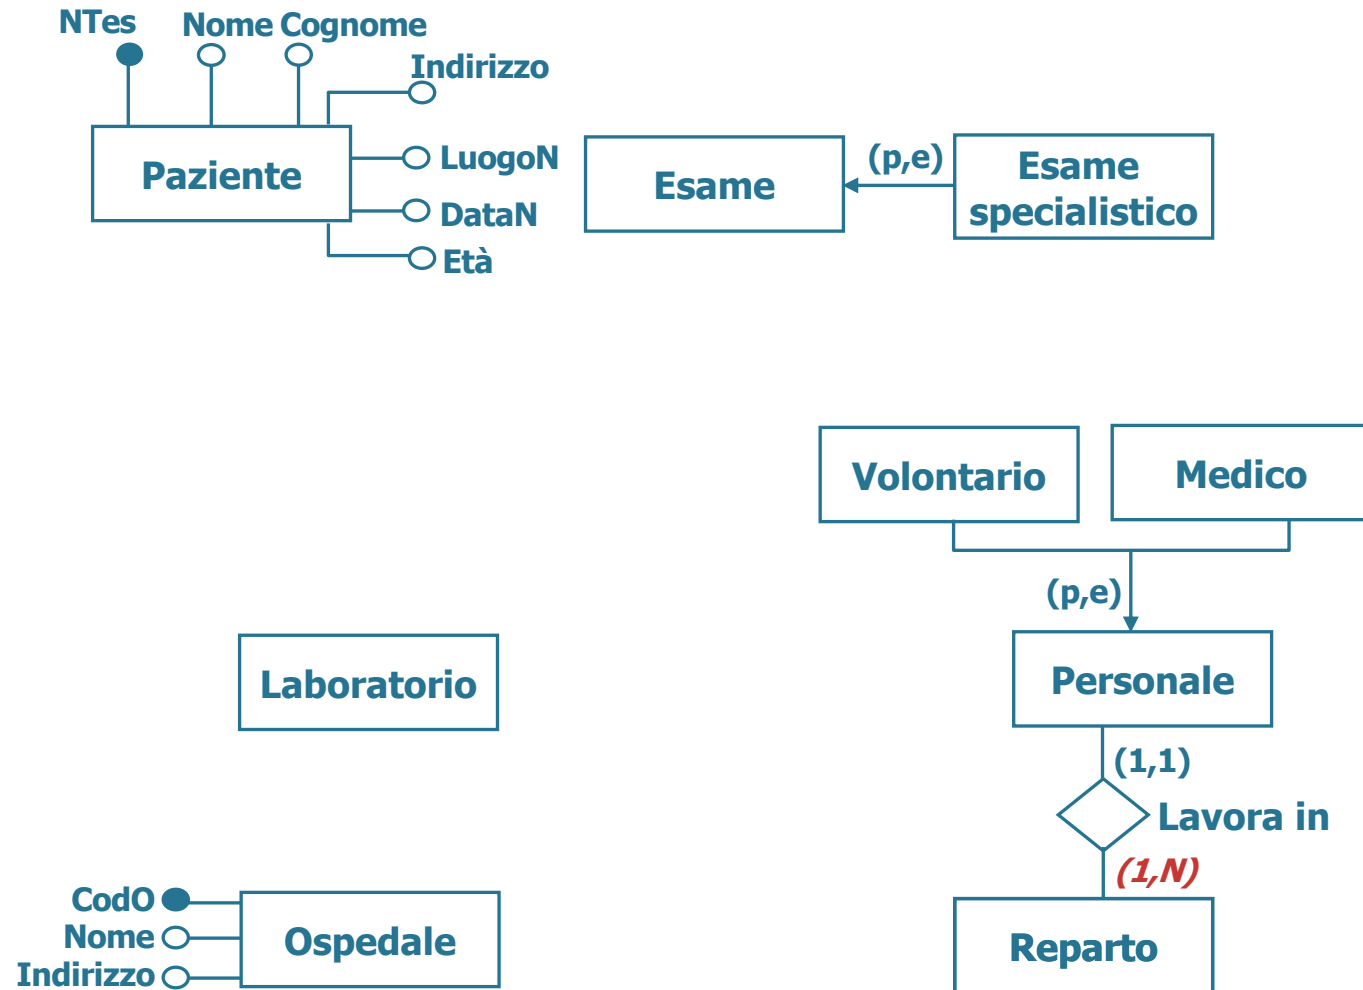 NTes
Nome Cognome
Indirizzo
Paziente
LuogoN
DataN
Età
Esame
(p,e)
Esame
specialistico
Volontario
Medico
(p,e)
Laboratorio
Personale
(1,1)
Lavora in
(1,N)
CodO
Nome
Indirizzo
Ospedale
Reparto